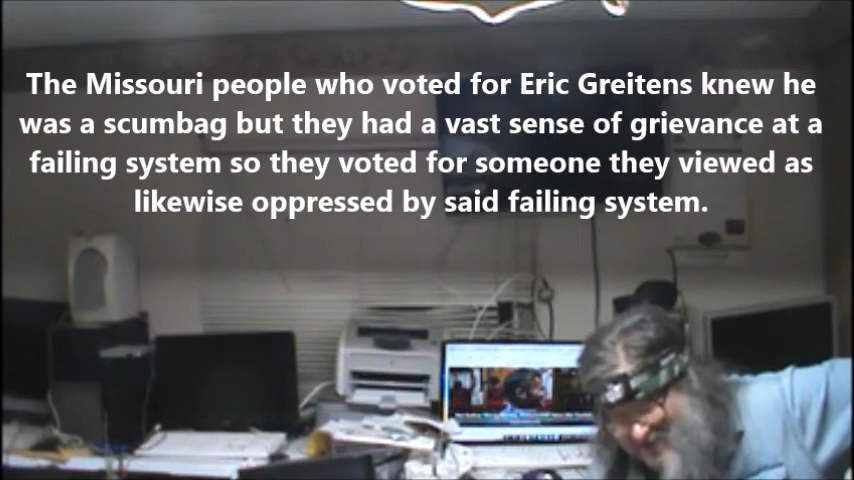 The Missouri people who voted for Eric Greitens knew he
was a scumbag but they had a vast sense of grievance at a
failing system so they voted for someone they viewed as
likewise oppressed by said failing system.